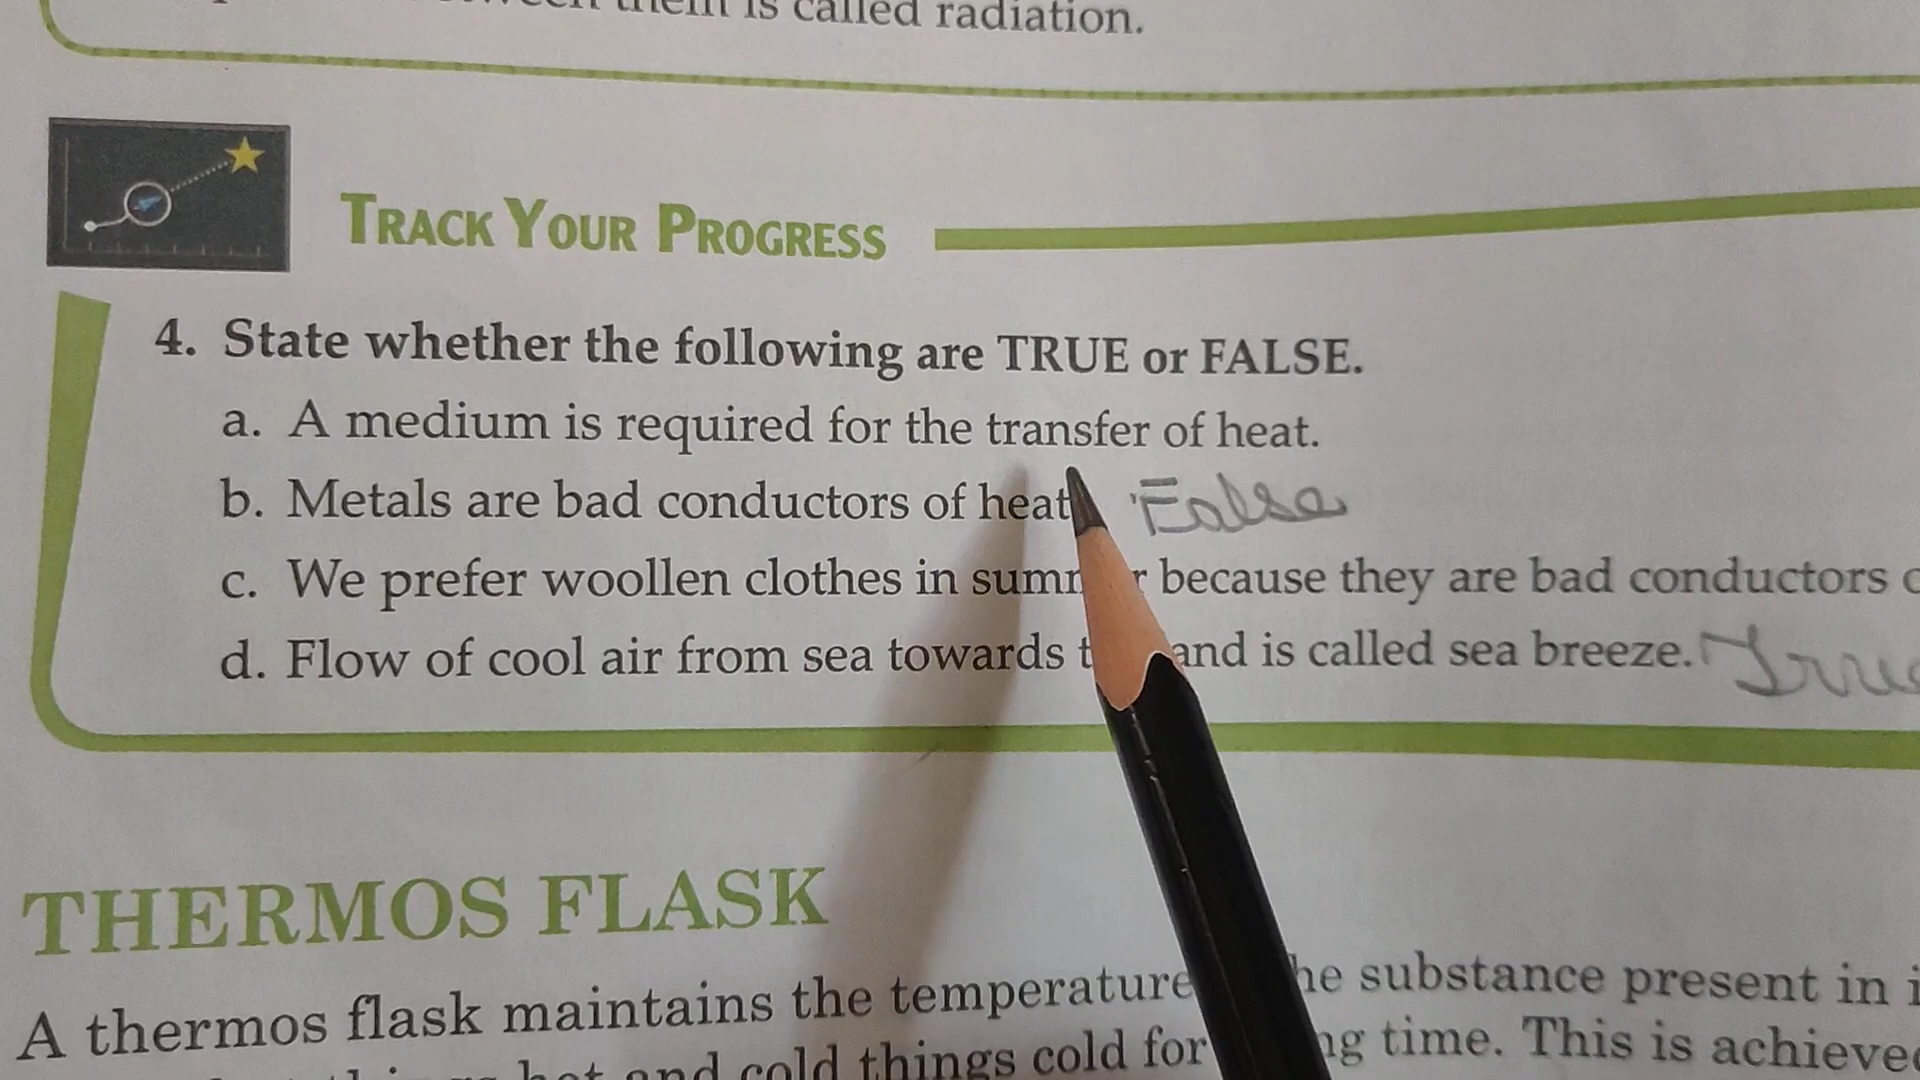 them is called radiation.
TRACK YOUR PROGRESS
4. State whether the following are TRUE or FALSE.
a. A medium is required for the transfer of heat.
b. Metals are bad conductors of heat False
c. We prefer woollen clothes in because they are bad conductors
d. Flow of cool air from sea towards is called sea breeze. True
THERMOS FLASK
A thermos flask maintains the temperature substance present in
hot and cold things cold for time. This is achieved